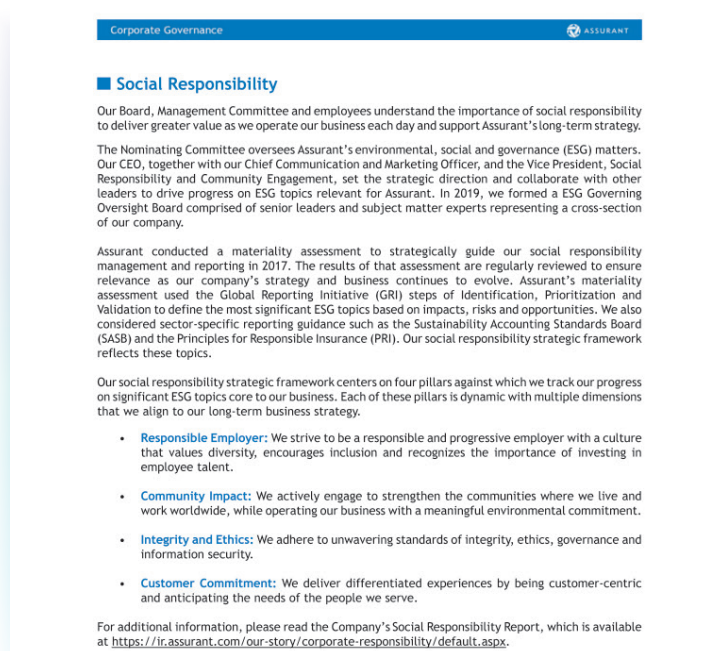 Corporate Governance
ASSURANT
Social Responsibility
Our Board, Management Committee and employees understand the importance of social responsibility
to deliver greater value as we operate our business each day and support Assurant's long-term strategy.
The Nominating Committee oversees Assurant's environmental, social and governance (ESG) matters.
Our CEO, together with our Chief Communication and Marketing Officer, and the Vice President, Social
Responsibility and Community Engagement, set the strategic direction and collaborate with other
leaders to drive progress on ESG topics relevant for Assurant. In 2019, we formed a ESG Governing
Oversight Board comprised of senior leaders and subject matter experts representing a cross-section
of our company.
Assurant conducted a materiality assessment to strategically guide our social responsibility
management and reporting in 2017. The results of that assessment are regularly reviewed to ensure
relevance as our company's strategy and business continues to evolve. Assurant's materiality
assessment used the Global Reporting Initiative (GRI) steps of Identification, Prioritization and
Validation to define the most significant ESG topics based on impacts, risks and opportunities. We also
considered sector-specific reporting guidance such as the Sustainability Accounting Standards Board
(SASB) and the Principles for Responsible Insurance (PRI). Our social responsibility strategic framework
reflects these topics.
Our social responsibility strategic framework centers on four pillars against which we track our progress
on significant ESG topics core to our business. Each of these pillars is dynamic with multiple dimensions
that we align to our long-term business strategy.
• Responsible Employer: We strive to be a responsible and progressive employer with a culture
that values diversity, encourages inclusion and recognizes the importance of investing in
employee talent.
• Community Impact: We actively engage to strengthen the communities where we live and
work worldwide, while operating our business with a meaningful environmental commitment.
• Integrity and Ethics: We adhere to unwavering standards of integrity, ethics, governance and
information security.
• Customer Commitment: We deliver differentiated experiences by being customer-centric
and anticipating the needs of the people we serve.
For additional information, please read the Company's Social Responsibility Report, which is available
at https://ir.assurant.com/our-story/corporate-responsibility/default.aspx.